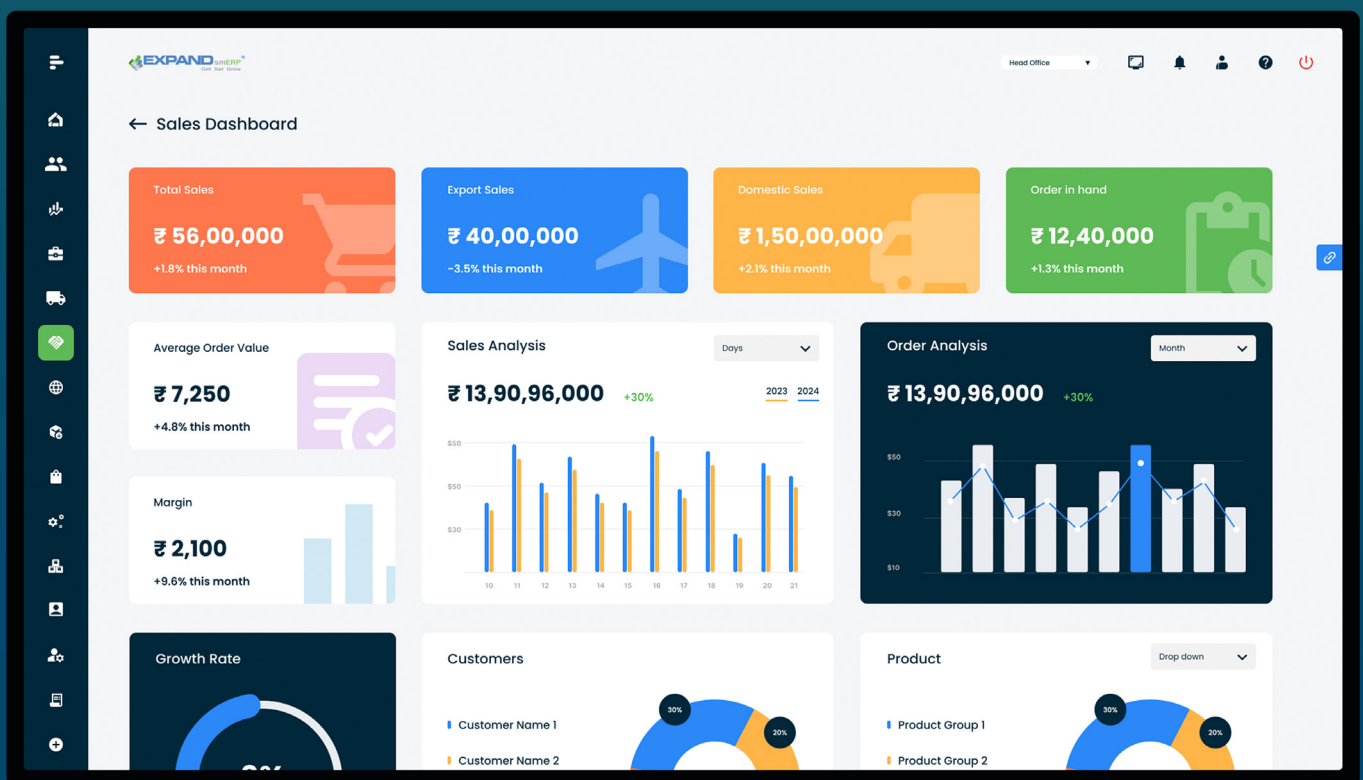 EXPAND smERP®
Get Set Grow
Head Office
Sales Dashboard
Total Sales
₹ 56,00,000
+1.8% this month
Export Sales
₹ 40,00,000
-3.5% this month
Domestic Sales
₹ 1,50,00,000
+2.1% this month
Order in hand
₹ 12,40,000
+1.3% this month
Average Order Value
₹ 7,250
+4.8% this month
Margin
₹ 2,100
+9.6% this month
Sales Analysis
Days
₹ 13,90,96,000 +30%
2023 2024
$50
$50
$30
10 11 12 13 14 15 16 17 18 19 20 21
Order Analysis
Month
₹ 13,90,96,000 +30%
$50
$30
$10
Growth Rate
Customers
Customer Name 1
Customer Name 2
30%
20%
Product
Drop down
Product Group 1
Product Group 2
30%
20%